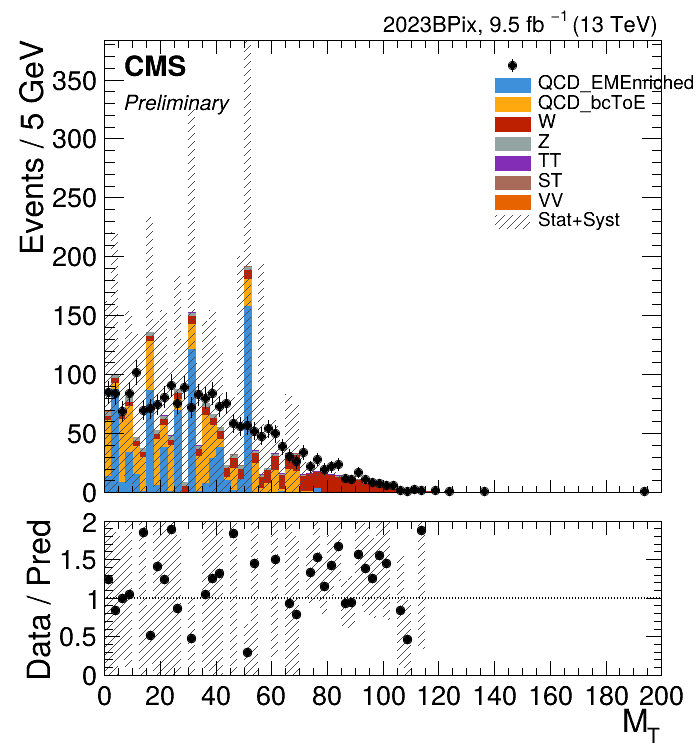 2023BPix, 9.5 fb⁻¹ (13 TeV)
CMS
Preliminary
QCD_EMEnriched
QCD_bcToE
W
Z
TT
ST
VV
Stat+Syst
Events / 5 GeV
350
300
250
200
150
100
50
0
Data / Pred
2
1.5
1
0.5
0
0 20 40 60 80 100 120 140 160 180 200
M_T